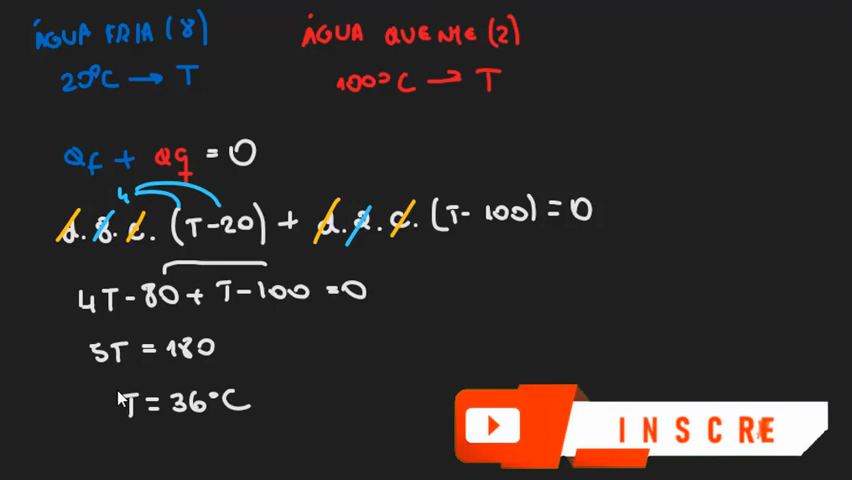 ÁGUA FRIA (8)
ÁGUA QUENTE (2)
20°C → T
100°C → T
Qf + Qq = 0
4
d.8.c.(T-20) + d.2.c.(T-100) = 0
4T - 80 + T - 100 = 0
5T = 180
T = 36°C
INSCRE